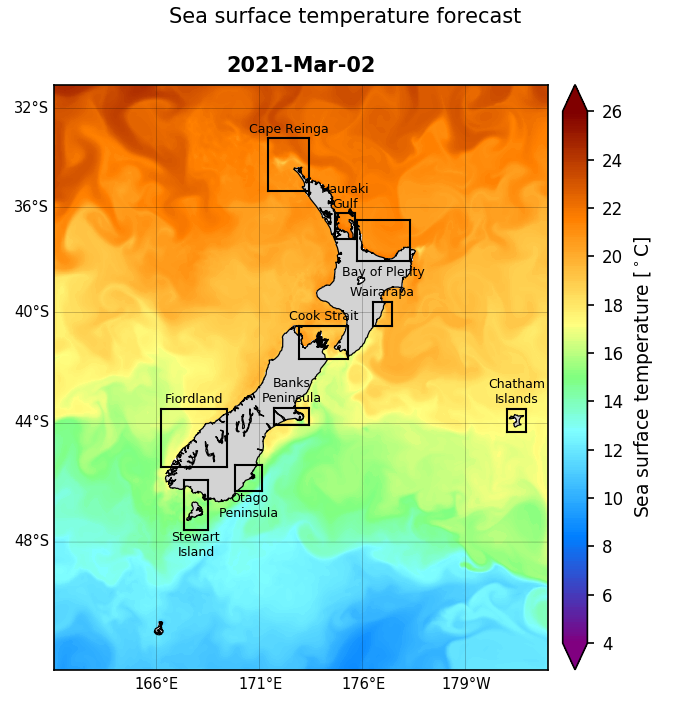 Sea surface temperature forecast
2021-Mar-02
32°S
36°S
40°S
44°S
48°S
Cape Reinga
Hauraki
Gulf
Bay of Plenty
Wairarapa
Cook Strait
Banks
Peninsula
Fiordland
Chatham
Islands
Otago
Peninsula
Stewart
Island
166°E
171°E
176°E
179°W
26
24
22
20
18
16
14
12
10
8
6
4
Sea surface temperature [°C]